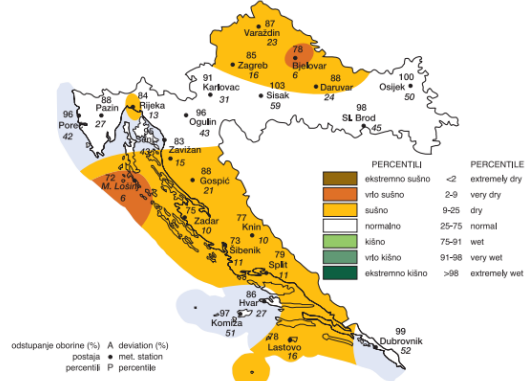 87
Varaždin
23
78
Bjelovar
6
85
Zagreb
16
88
Daruvar
24
91
Karlovac
31
103
Sisak
59
100
Osijek
50
98
Sl. Brod
45
88
Pazin
27
84
Rijeka
13
96
Poreč
42
96
Ogulin
43
95
Senj
43
83
Zavižan
15
72
M. Lošinj
6
88
Gospić
21
75
Zadar
10
77
Knin
10
73
Šibenik
11
79
Split
11
86
Hvar
27
97
Komiža
51
78
Lastovo
16
99
Dubrovnik
52
PERCENTILI PERCENTILE
ekstremno sušno <2 extremely dry
vrlo sušno 2-9 very dry
sušno 9-25 dry
normalno 25-75 normal
kišno 75-91 wet
vrlo kišno 91-98 very wet
ekstremno kišno >98 extremely wet
odstupanje oborine (%) A deviation (%)
postaja ● met. station
percentili P percentile